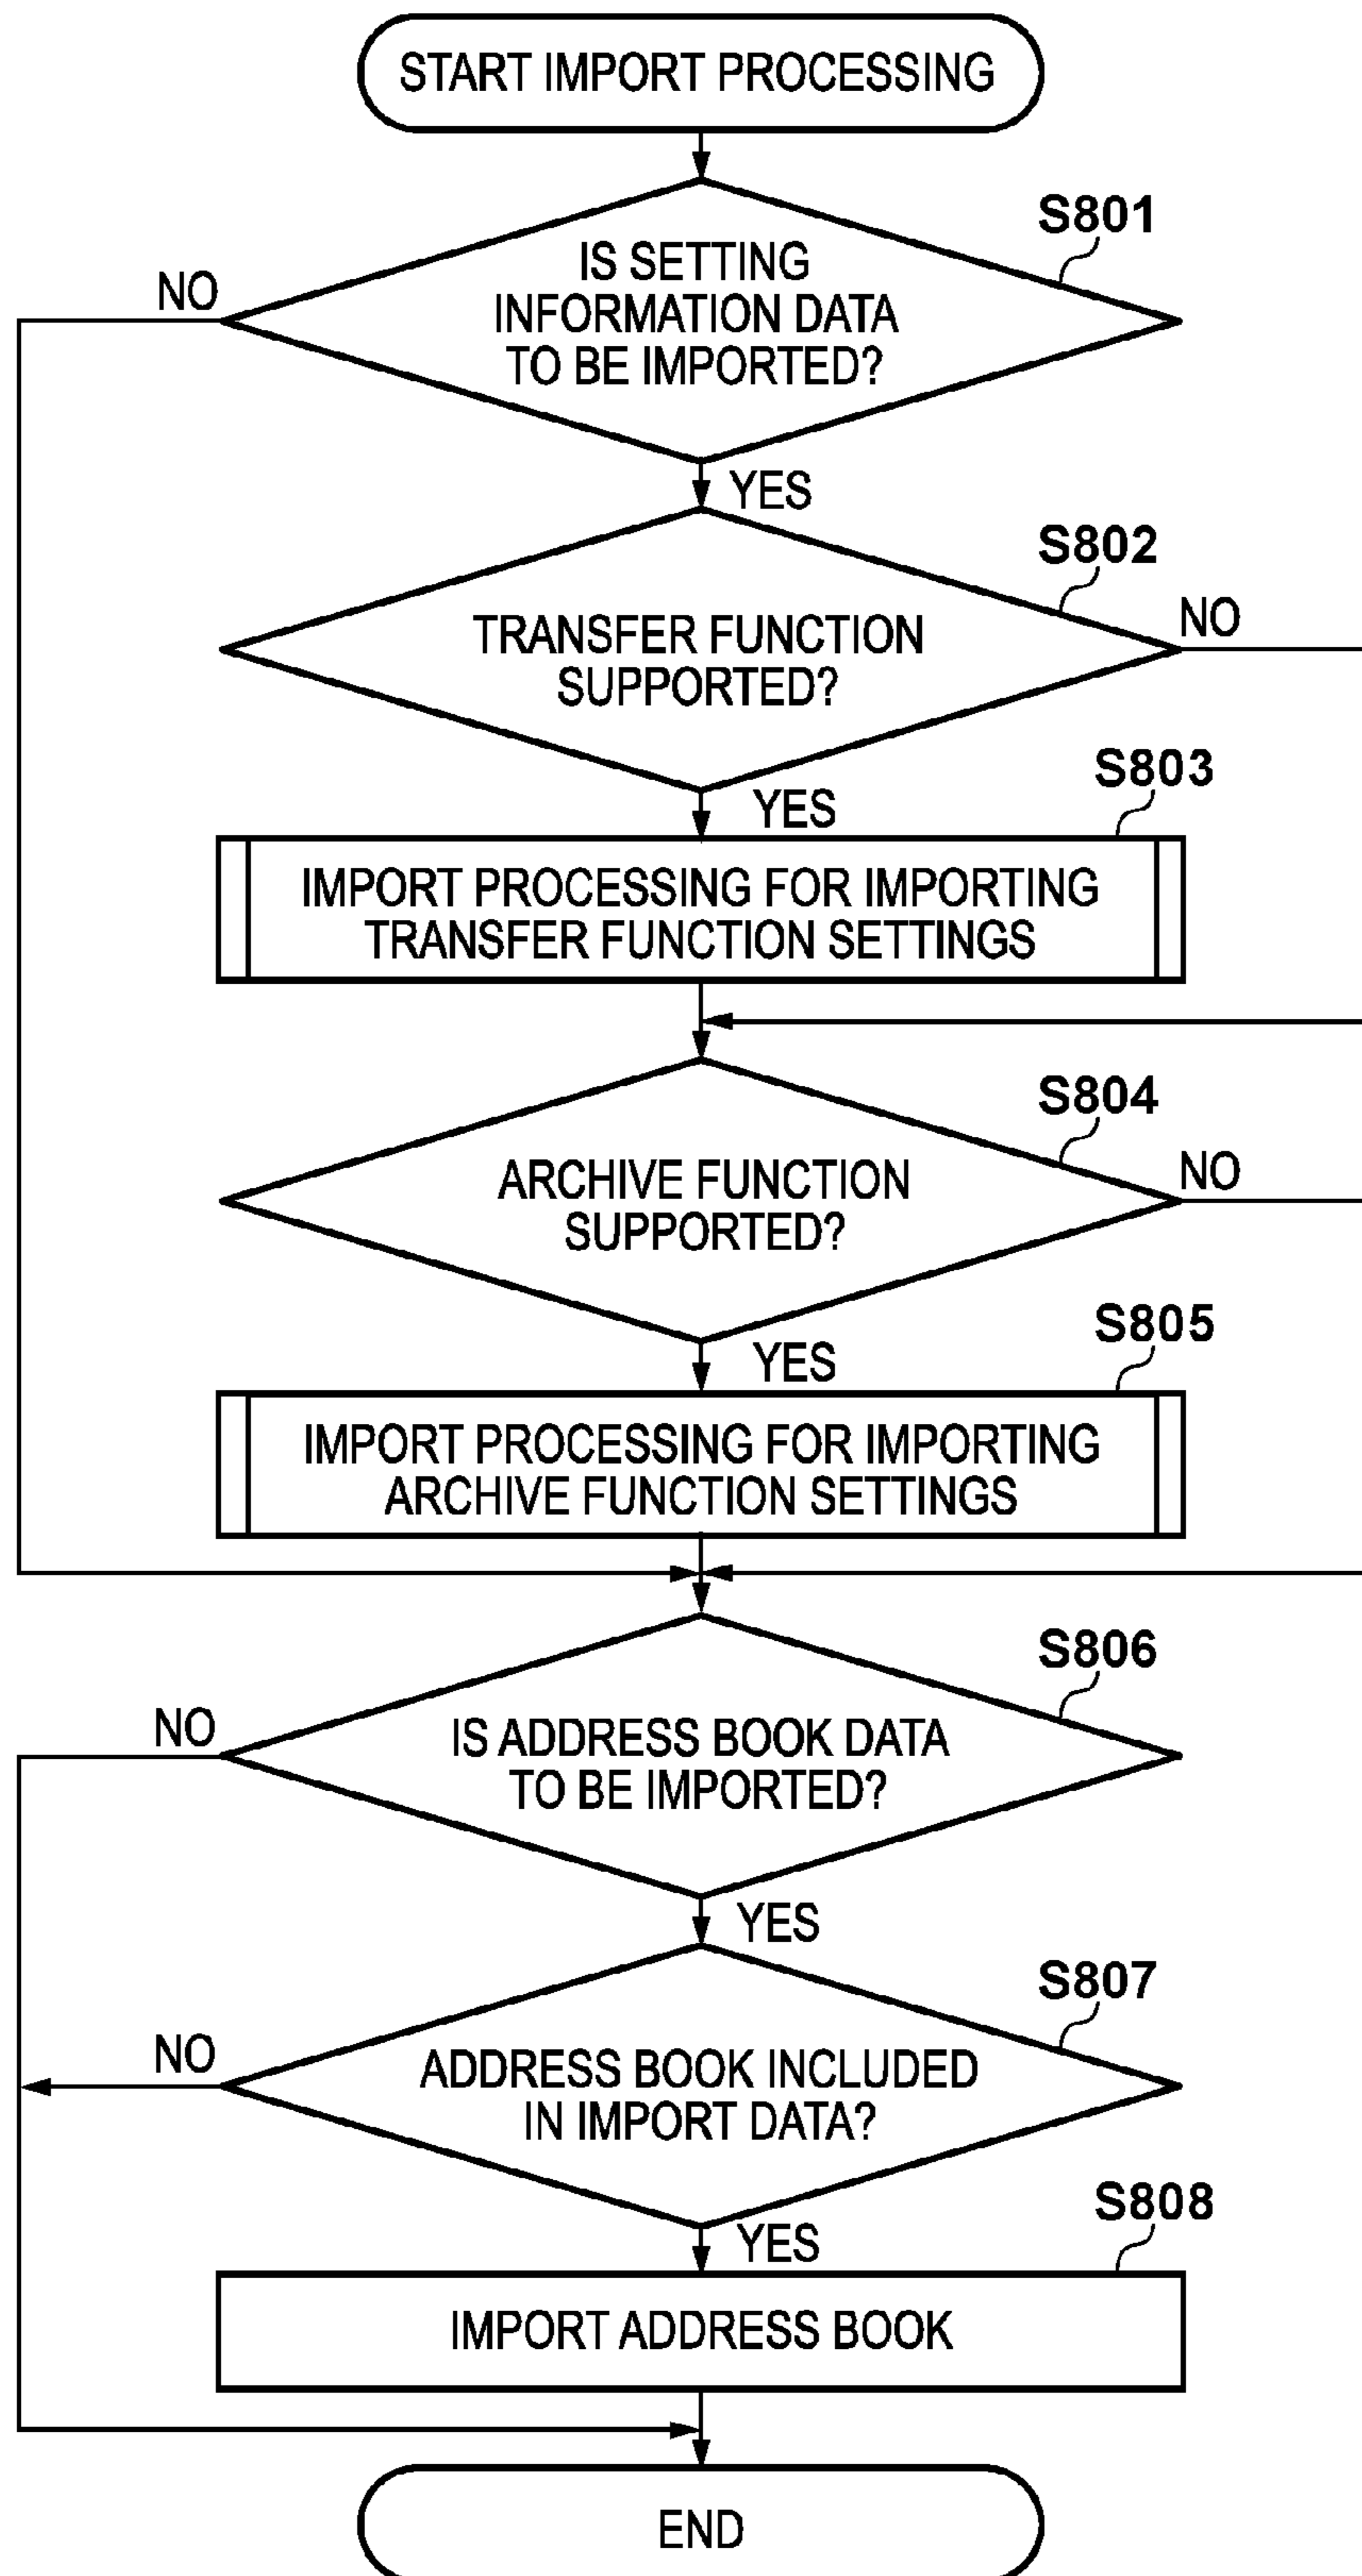 START IMPORT PROCESSING
S801
IS SETTING
NO
INFORMATION DATA
TO BE IMPORTED?
YES
S802
NO
TRANSFER FUNCTION
SUPPORTED?
S803
YES
IMPORT PROCESSING FOR IMPORTING
TRANSFER FUNCTION SETTINGS
S804
NO
ARCHIVE FUNCTION
SUPPORTED?
S805
YES
IMPORT PROCESSING FOR IMPORTING
ARCHIVE FUNCTION SETTINGS
S806
NO
IS ADDRESS BOOK DATA
TO BE IMPORTED?
YES
S807
NO
ADDRESS BOOK INCLUDED
IN IMPORT DATA?
S808
YES
IMPORT ADDRESS BOOK
END